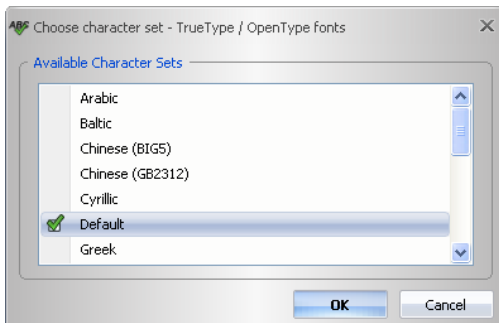 ABC Choose character set - TrueType / OpenType fonts
Available Character Sets
Arabic
Baltic
Chinese (BIG5)
Chinese (GB2312)
Cyrillic
Default
Greek
OK Cancel